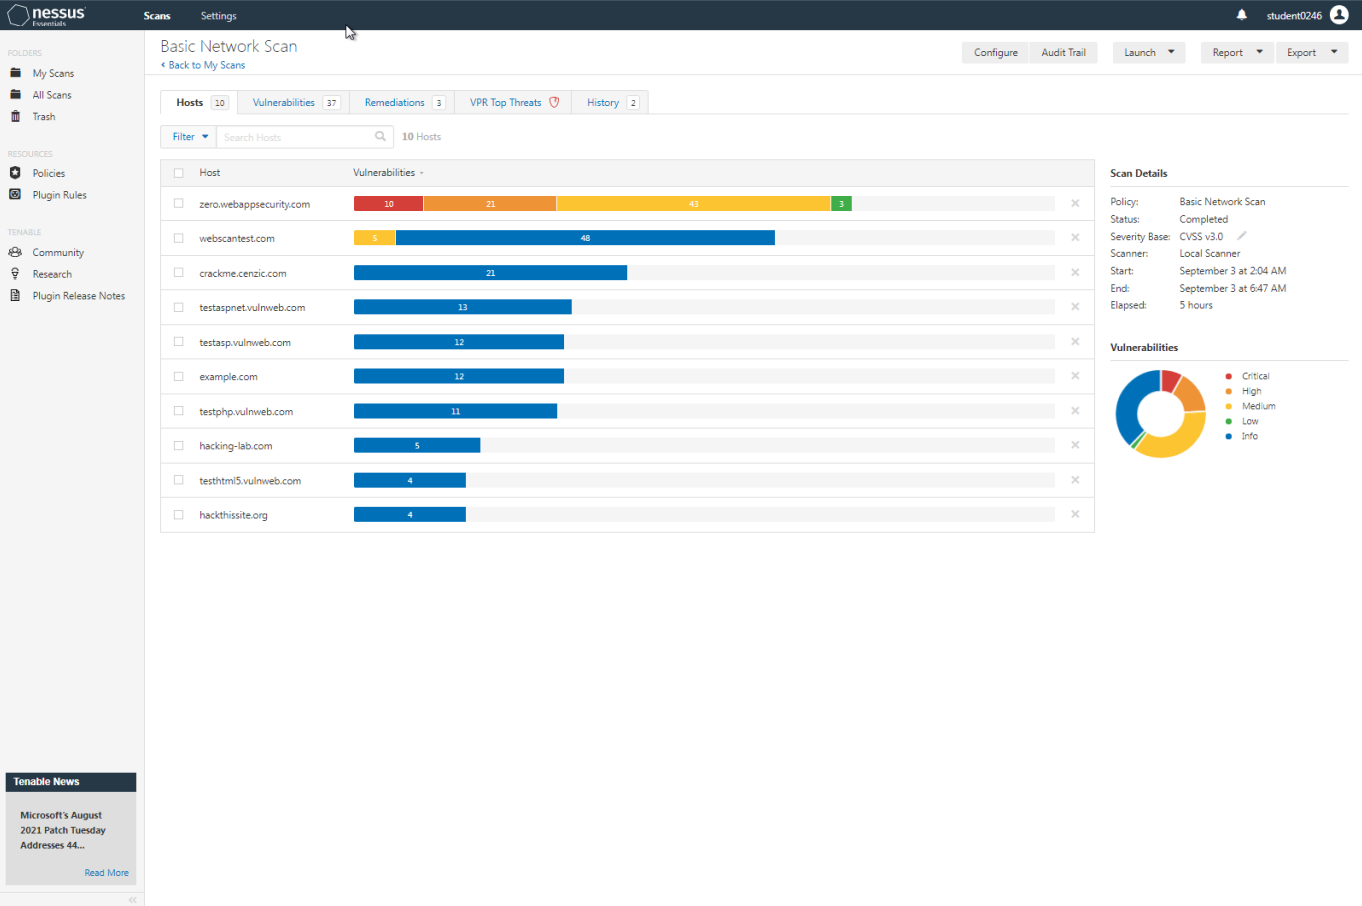 nessus
Essentials
Scans
Settings
student0246
FOLDERS
My Scans
All Scans
Trash
RESOURCES
Policies
Plugin Rules
TENABLE
Community
Research
Plugin Release Notes
Tenable News
Microsoft's August
2021 Patch Tuesday
Addresses 44...
Read More
Basic Network Scan
Back to My Scans
Configure
Audit Trail
Launch
Report
Export
Hosts 10
Vulnerabilities 37
Remediations 3
VPR Top Threats
History 2
Filter
Search Hosts
10 Hosts
Host Vulnerabilities
zero.webappsecurity.com 10 21 43 3
webscantest.com 5 48
crackme.cenzic.com 21
testaspnet.vulnweb.com 13
testasp.vulnweb.com 12
example.com 12
testphp.vulnweb.com 11
hacking-lab.com 5
testhtml5.vulnweb.com 4
hackthissite.org 4
Scan Details
Policy: Basic Network Scan
Status: Completed
Severity Base: CVSS v3.0
Scanner: Local Scanner
Start: September 3 at 2:04 AM
End: September 3 at 6:47 AM
Elapsed: 5 hours
Vulnerabilities
Critical
High
Medium
Low
Info